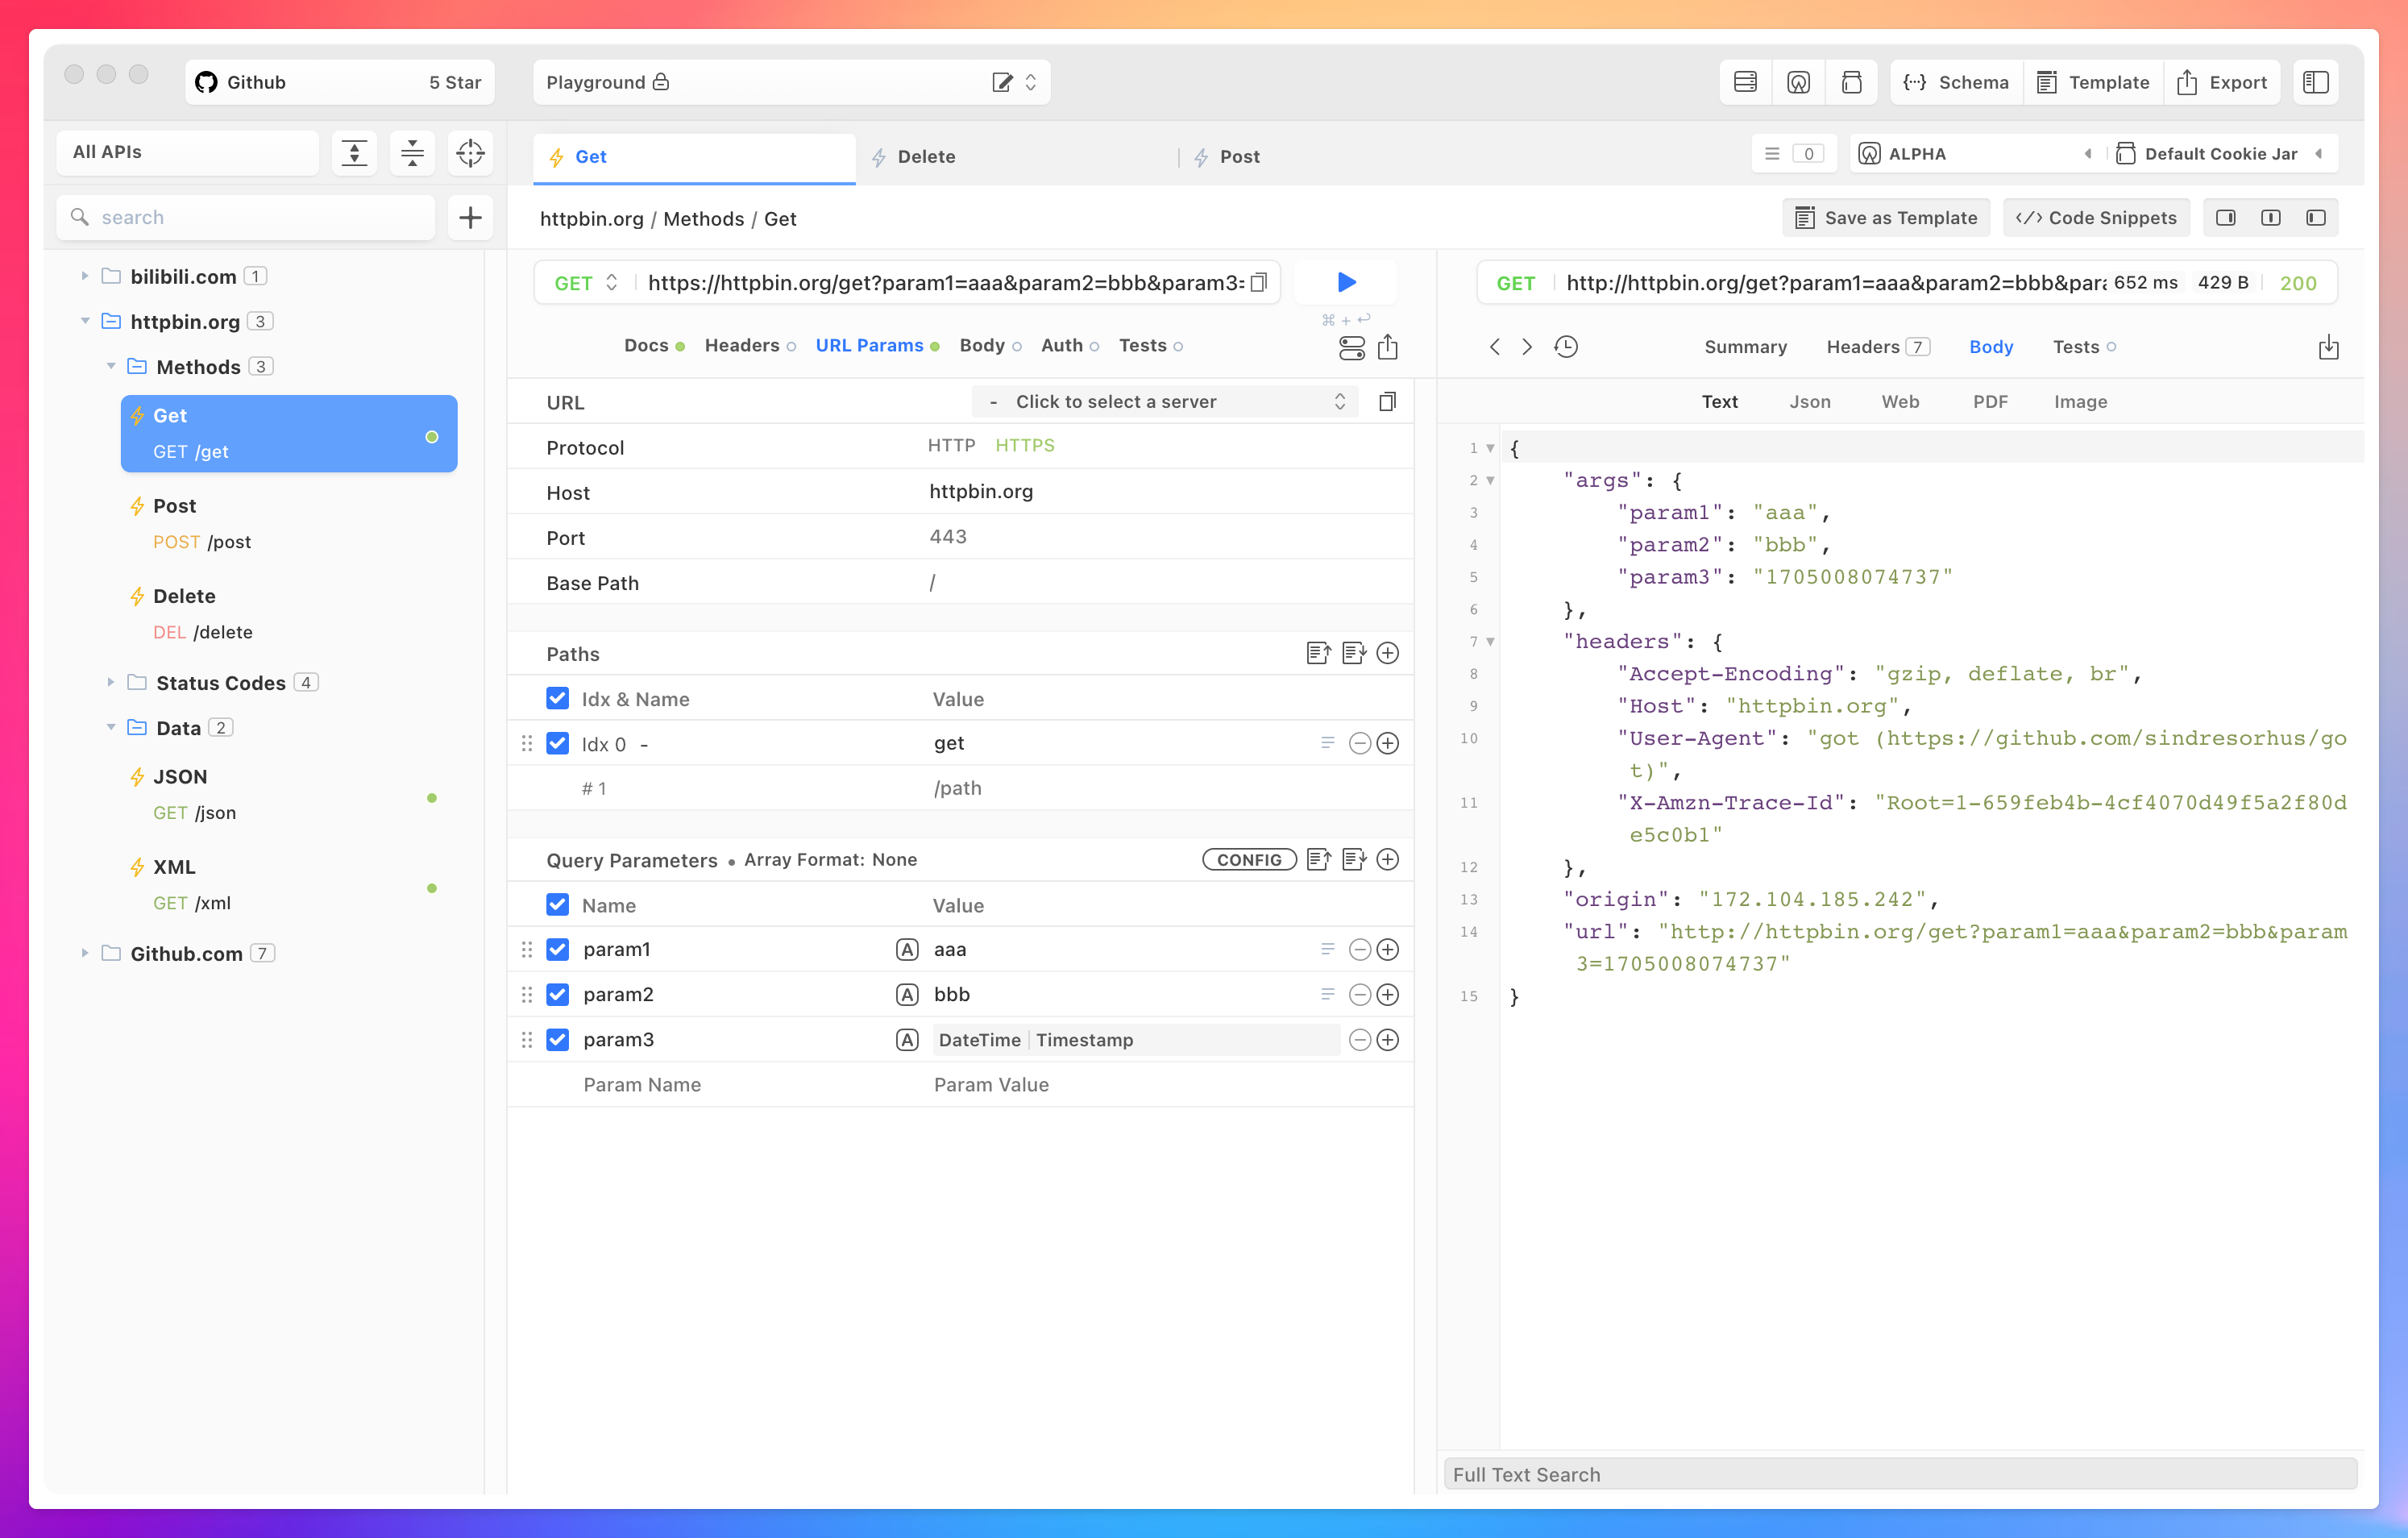 Github 5 Star
Playground
Schema Template Export
All APIs
search
bilibili.com 1
httpbin.org 3
Methods 3
Get
GET /get
Post
POST /post
Delete
DEL /delete
Status Codes 4
Data 2
JSON
GET /json
XML
GET /xml
Github.com 7
Get Delete Post
0 ALPHA Default Cookie Jar
httpbin.org / Methods / Get
Save as Template </> Code Snippets
GET https://httpbin.org/get?param1=aaa&param2=bbb&param3=
⌘ + ↩
Docs Headers URL Params Body Auth Tests
URL - Click to select a server
Protocol HTTP HTTPS
Host httpbin.org
Port 443
Base Path /
Paths
Idx & Name Value
Idx 0 - get
# 1 /path
Query Parameters • Array Format: None CONFIG
Name Value
param1 A aaa
param2 A bbb
param3 A DateTime Timestamp
Param Name Param Value
GET http://httpbin.org/get?param1=aaa&param2=bbb&para 652 ms 429 B 200
Summary Headers 7 Body Tests
Text Json Web PDF Image
1 {
2 "args": {
3 "param1": "aaa",
4 "param2": "bbb",
5 "param3": "1705008074737"
6 },
7 "headers": {
8 "Accept-Encoding": "gzip, deflate, br",
9 "Host": "httpbin.org",
10 "User-Agent": "got (https://github.com/sindresorhus/go
t)",
11 "X-Amzn-Trace-Id": "Root=1-659feb4b-4cf4070d49f5a2f80d
e5c0b1"
12 },
13 "origin": "172.104.185.242",
14 "url": "http://httpbin.org/get?param1=aaa&param2=bbb&param
3=1705008074737"
15 }
Full Text Search